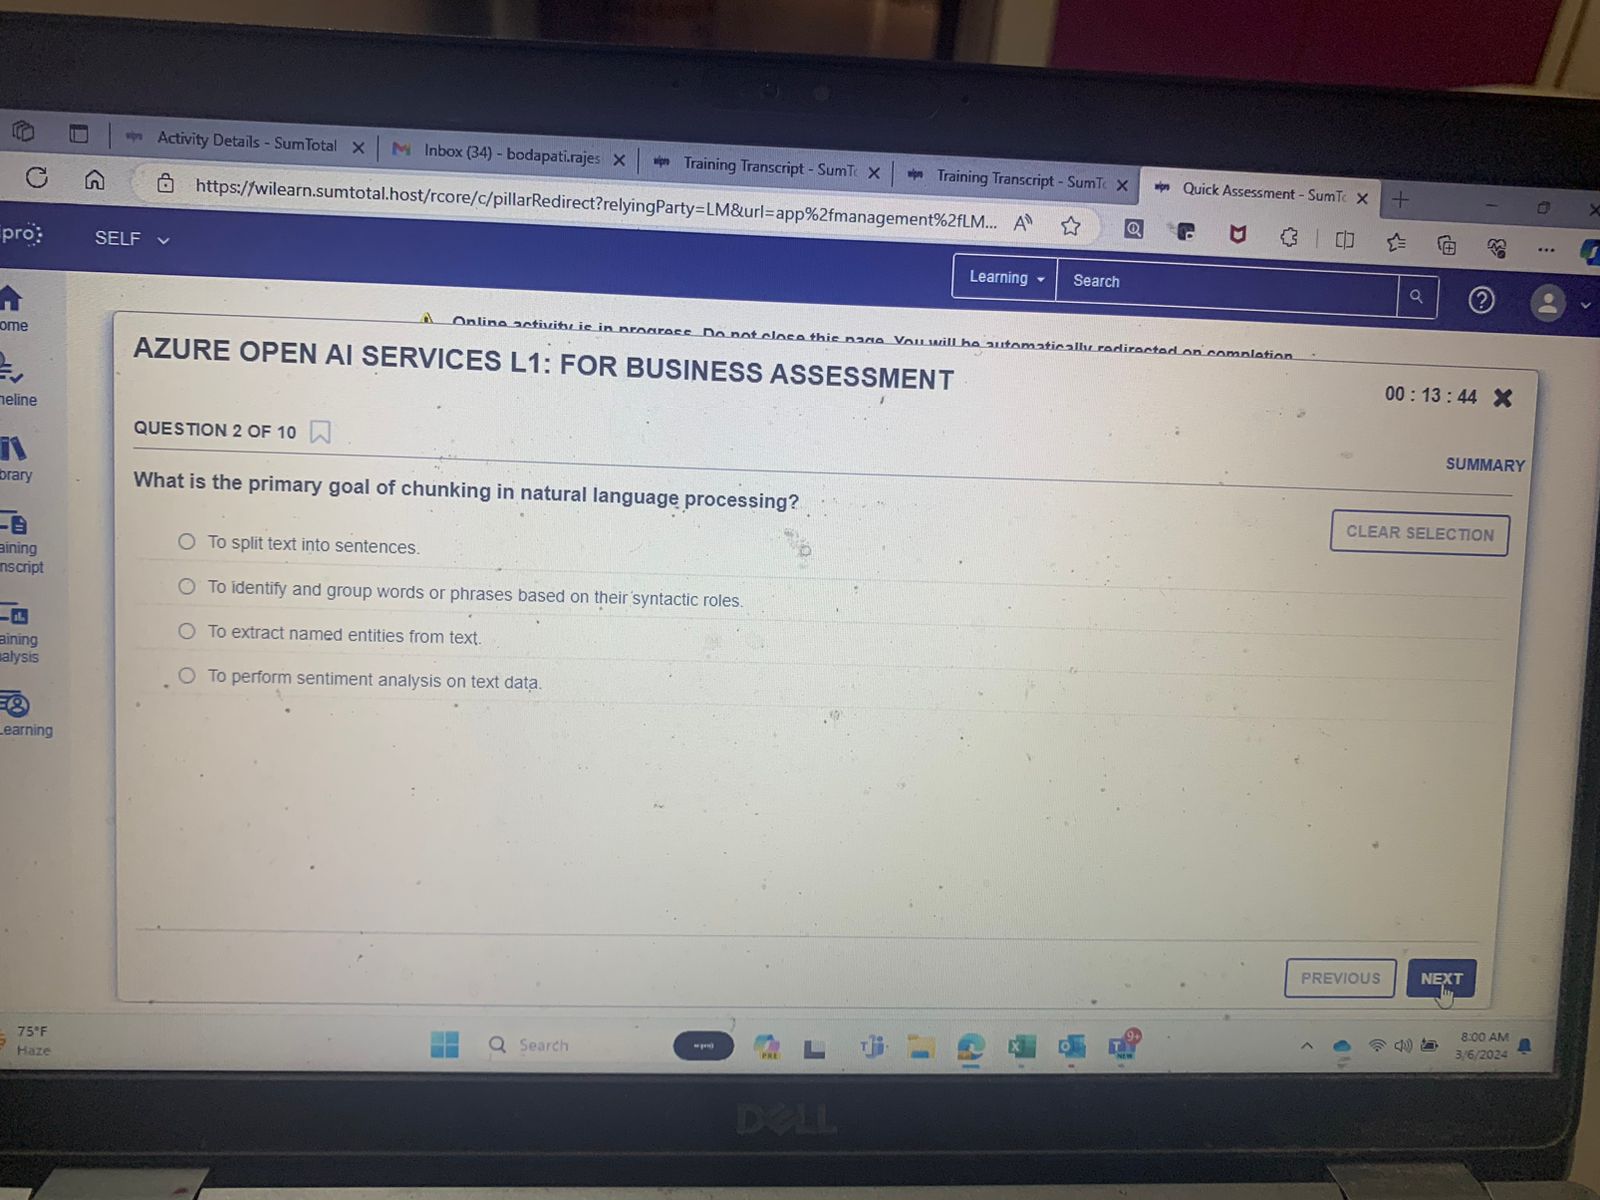 Activity Details - SumTotal
Inbox (34) - bodapati.rajes
Training Transcript - SumTo
Training Transcript - SumTo
Quick Assessment - SumTo
https://wilearn.sumtotal.host/rcore/c/pillarRedirect?relyingParty=LM&url=app%2fmanagement%2fLM...
pro
SELF
Learning
Search
Online activity is in progress. Do not close this page. You will be automatically redirected on completion.
ome
neline
brary
aining
nscript
aining
alysis
Learning
AZURE OPEN AI SERVICES L1: FOR BUSINESS ASSESSMENT
00 : 13 : 44
QUESTION 2 OF 10
SUMMARY
What is the primary goal of chunking in natural language processing?
CLEAR SELECTION
To split text into sentences.
To identify and group words or phrases based on their syntactic roles.
To extract named entities from text.
To perform sentiment analysis on text data.
PREVIOUS
NEXT
75°F
Haze
Search
PRE
NEW
9+
8:00 AM
3/6/2024
DELL